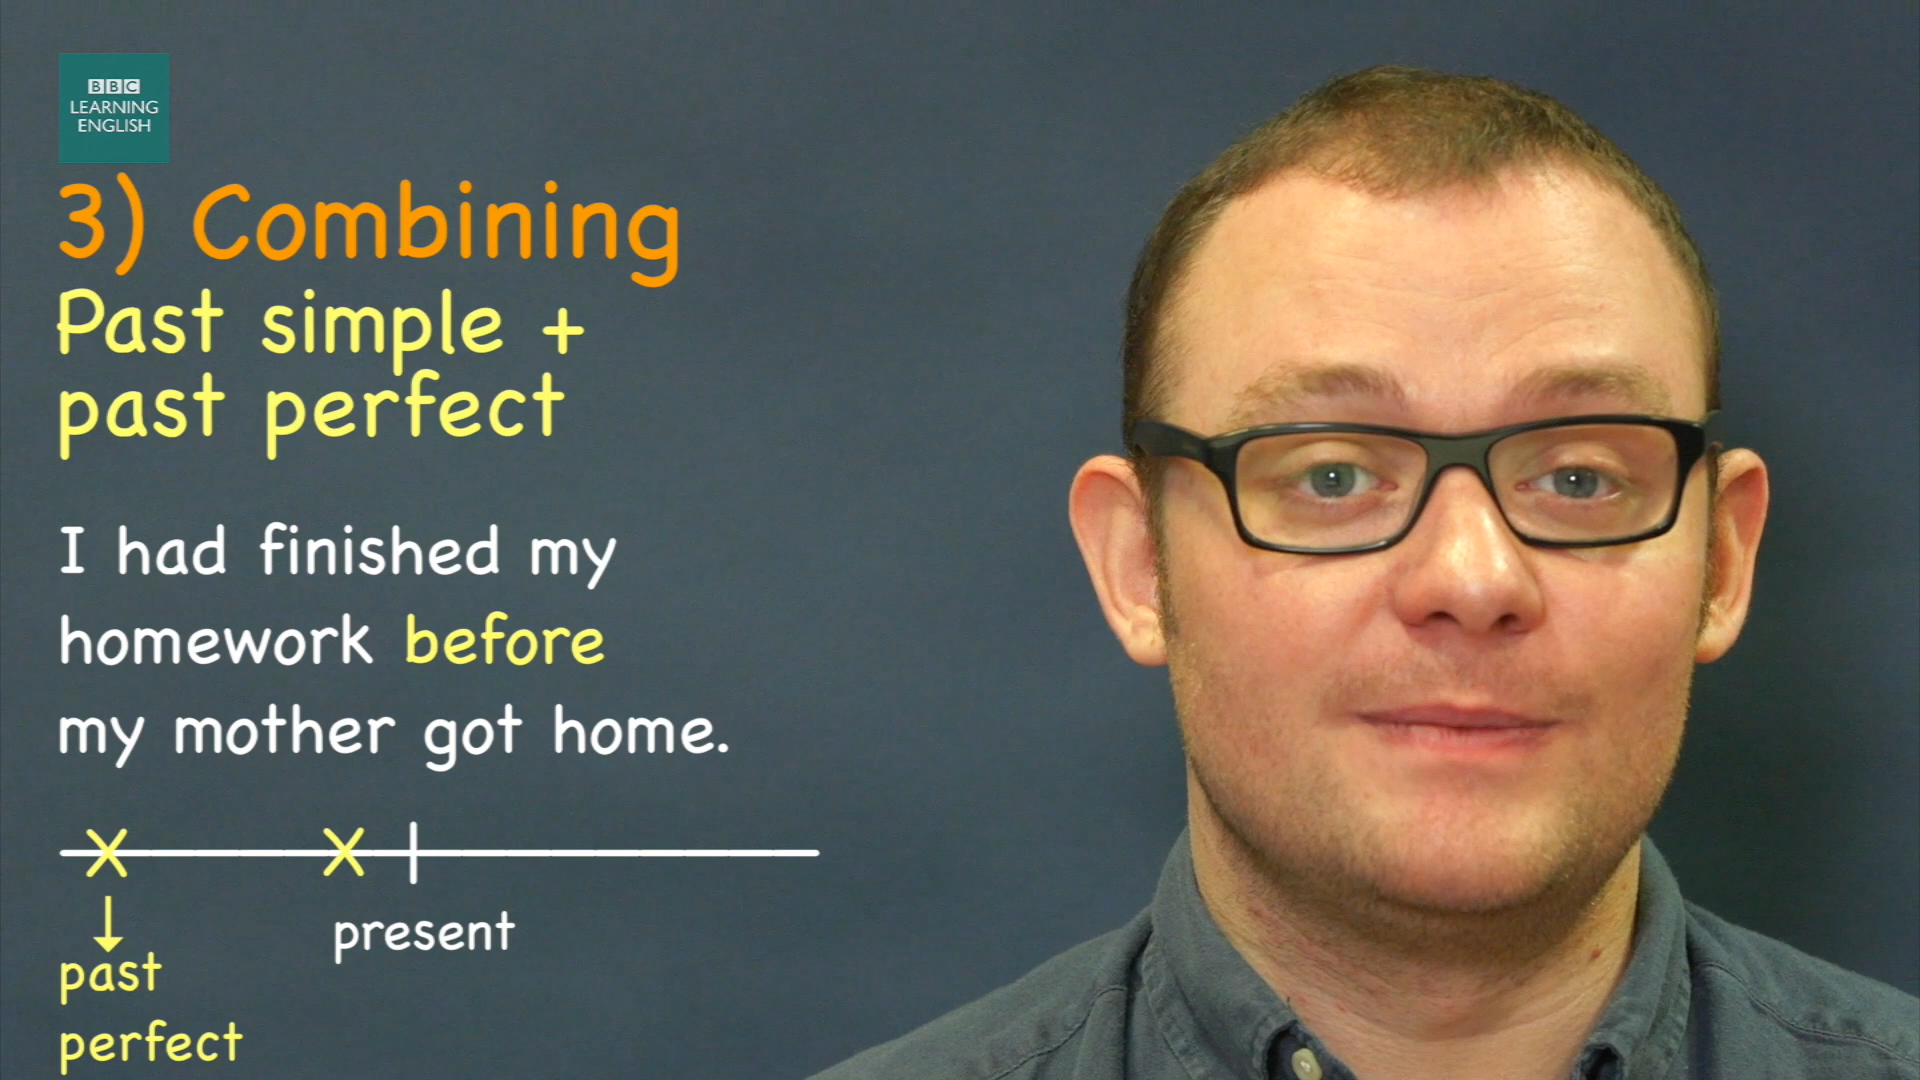 BBC
LEARNING
ENGLISH
3) Combining
Past simple +
past perfect
I had finished my
homework before
my mother got home.
present
past
perfect